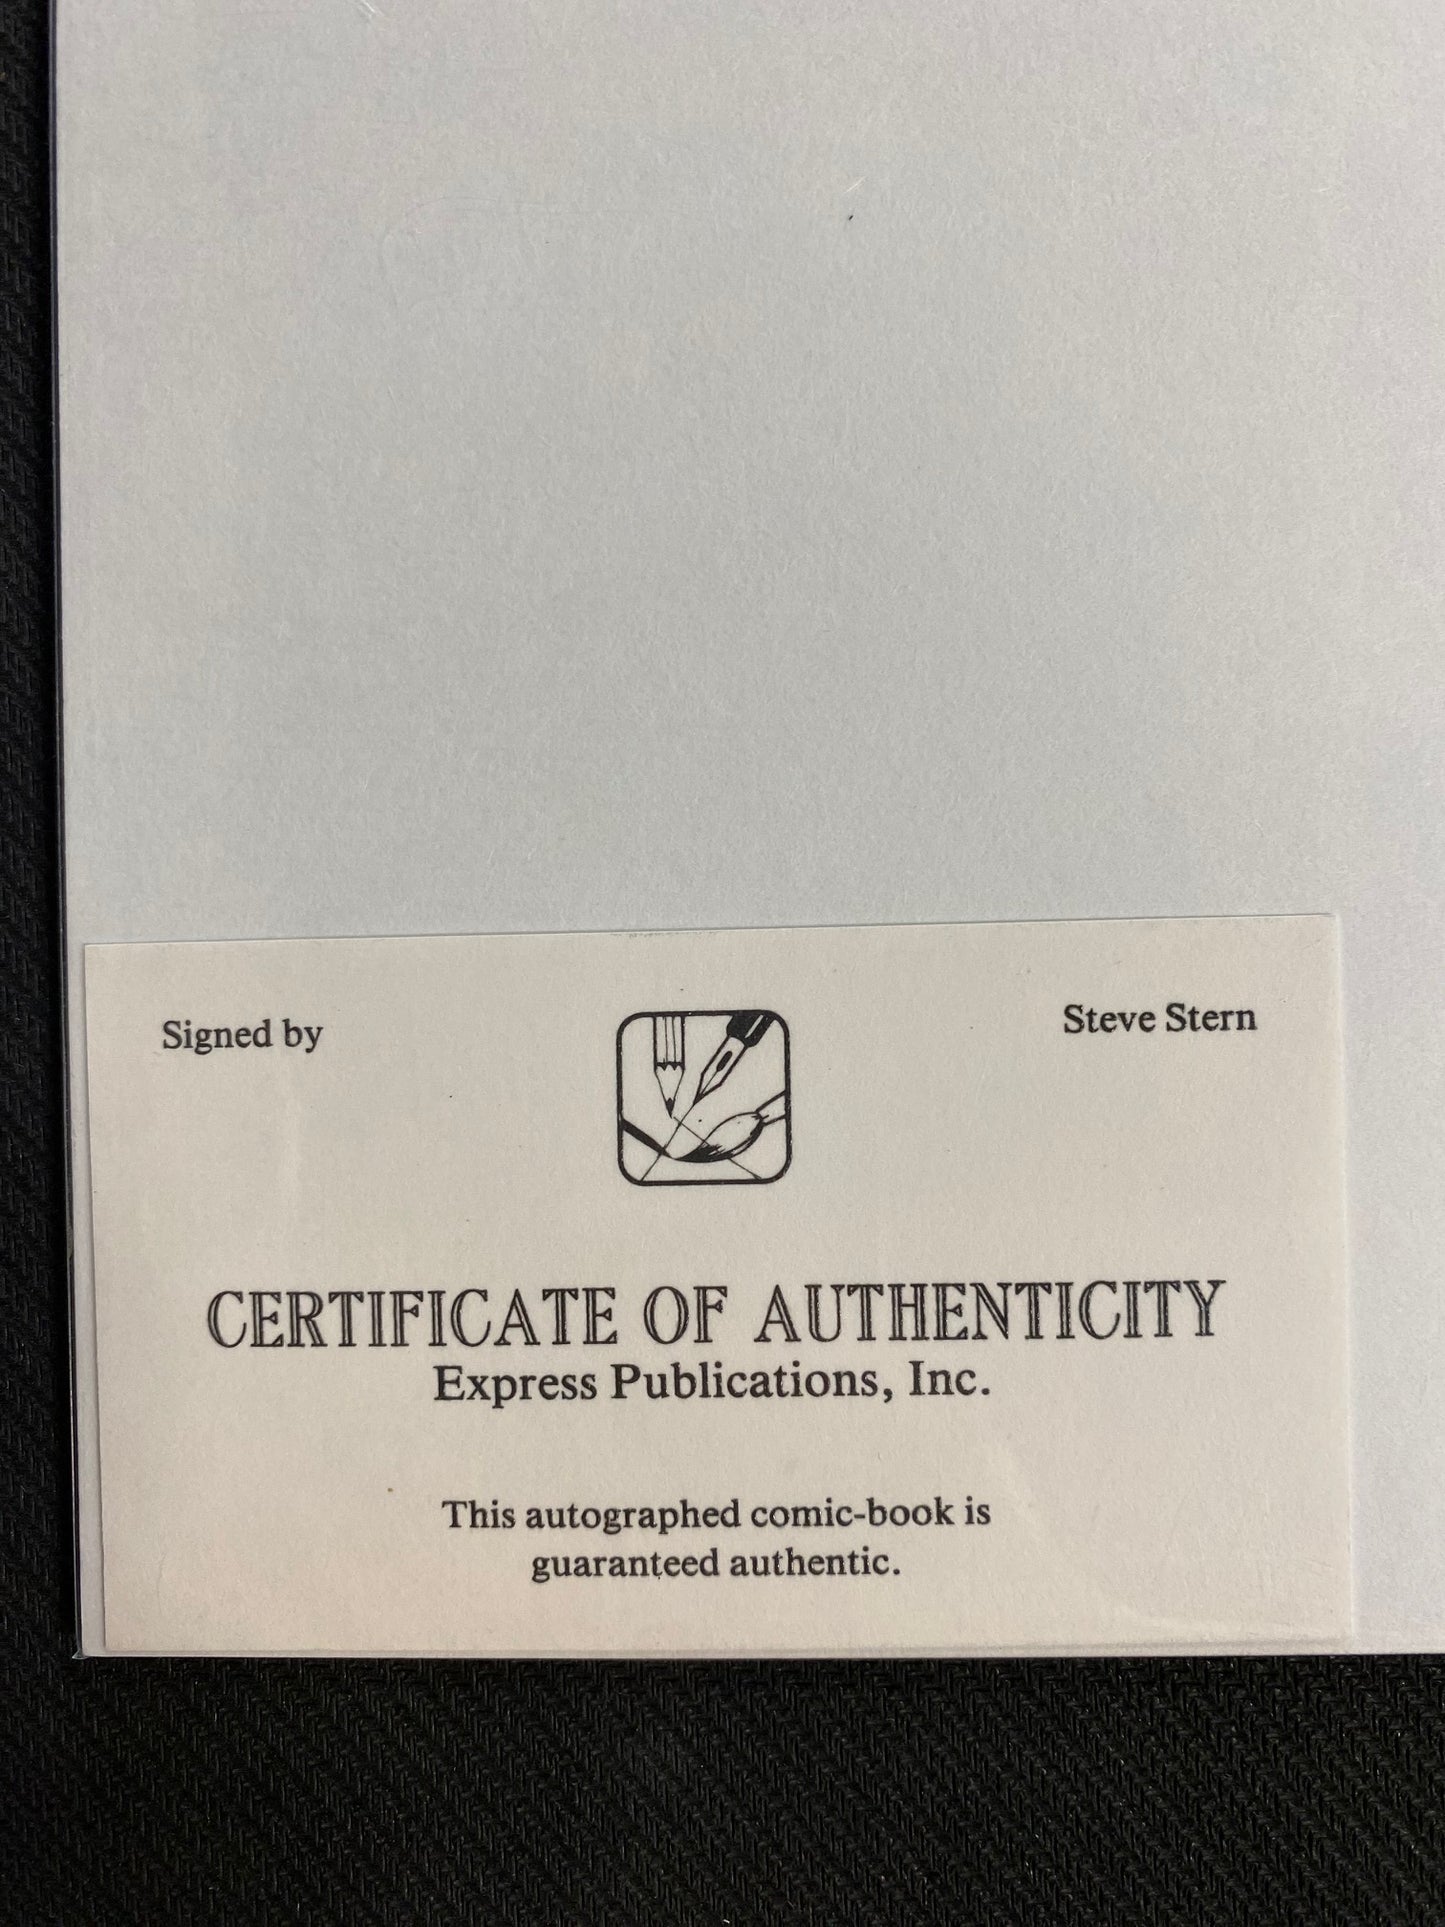 Signed by
Steve Stern
CERTIFICATE OF AUTHENTICITY
Express Publications, Inc.
This autographed comic-book is
guaranteed authentic.